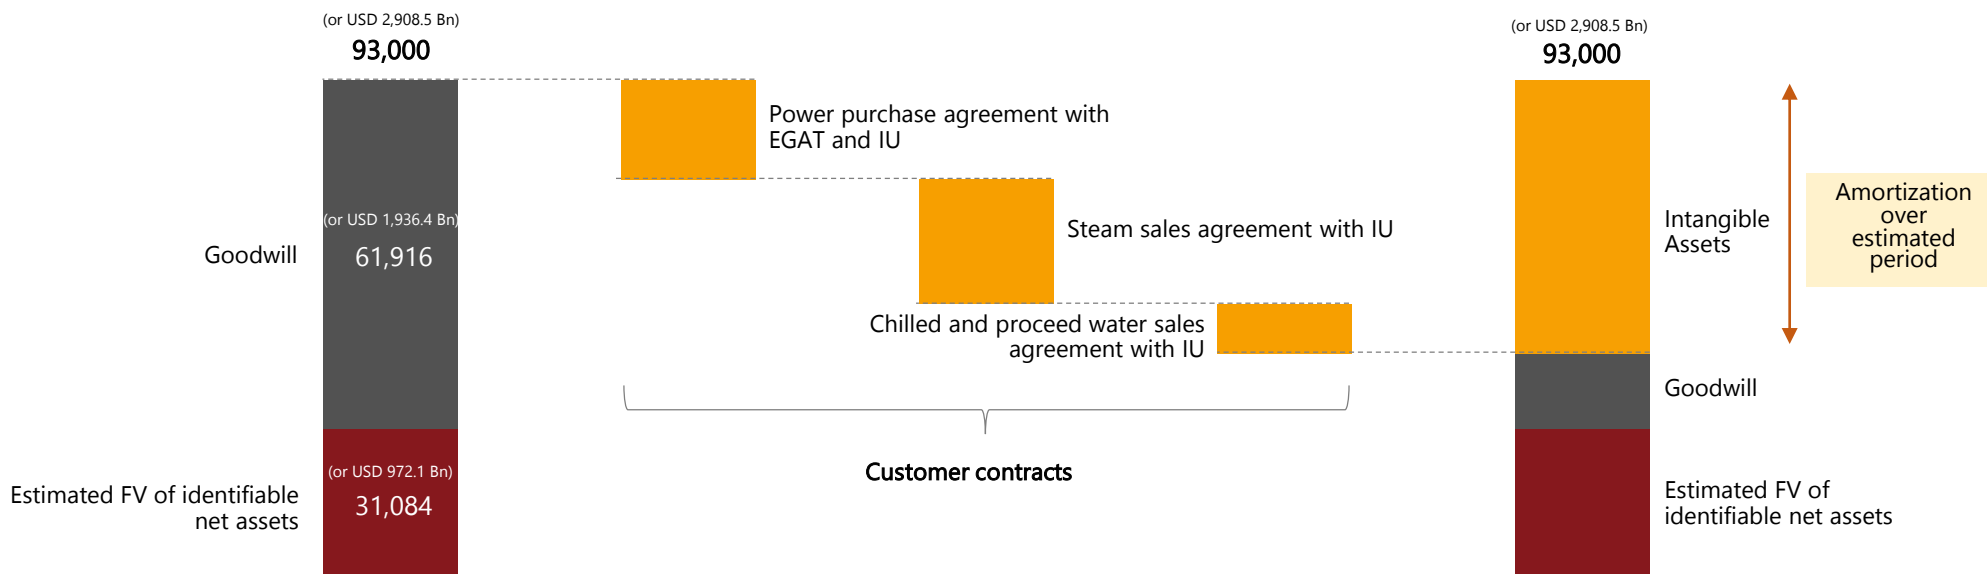 (or USD 2,908.5 Bn)
93,000
Goodwill
(or USD 1,936.4 Bn)
61,916
Estimated FV of identifiable
net assets
(or USD 972.1 Bn)
31,084
Power purchase agreement with
EGAT and IU
Steam sales agreement with IU
Chilled and proceed water sales
agreement with IU
Customer contracts
(or USD 2,908.5 Bn)
93,000
Intangible
Assets
Goodwill
Estimated FV of
identifiable net assets
Amortization
over
estimated
period